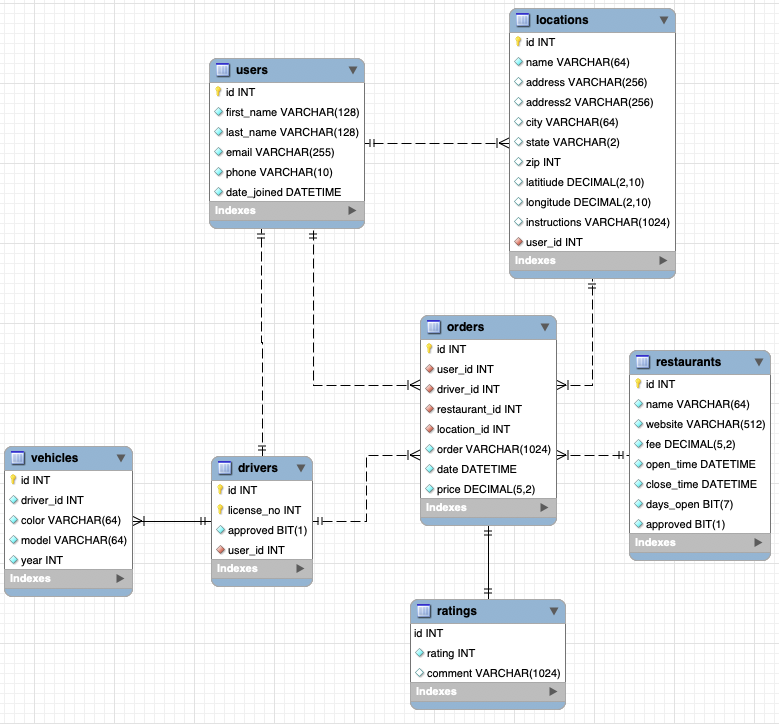 locations
id INT
name VARCHAR(64)
address VARCHAR(256)
address2 VARCHAR(256)
city VARCHAR(64)
state VARCHAR(2)
zip INT
latitiude DECIMAL(2,10)
longitude DECIMAL(2,10)
instructions VARCHAR(1024)
user_id INT
Indexes
users
id INT
first_name VARCHAR(128)
last_name VARCHAR(128)
email VARCHAR(255)
phone VARCHAR(10)
date_joined DATETIME
Indexes
orders
id INT
user_id INT
driver_id INT
restaurant_id INT
location_id INT
order VARCHAR(1024)
date DATETIME
price DECIMAL(5,2)
Indexes
restaurants
id INT
name VARCHAR(64)
website VARCHAR(512)
fee DECIMAL(5,2)
open_time DATETIME
close_time DATETIME
days_open BIT(7)
approved BIT(1)
Indexes
vehicles
id INT
driver_id INT
color VARCHAR(64)
model VARCHAR(64)
year INT
Indexes
drivers
id INT
license_no INT
approved BIT(1)
user_id INT
Indexes
ratings
id INT
rating INT
comment VARCHAR(1024)
Indexes